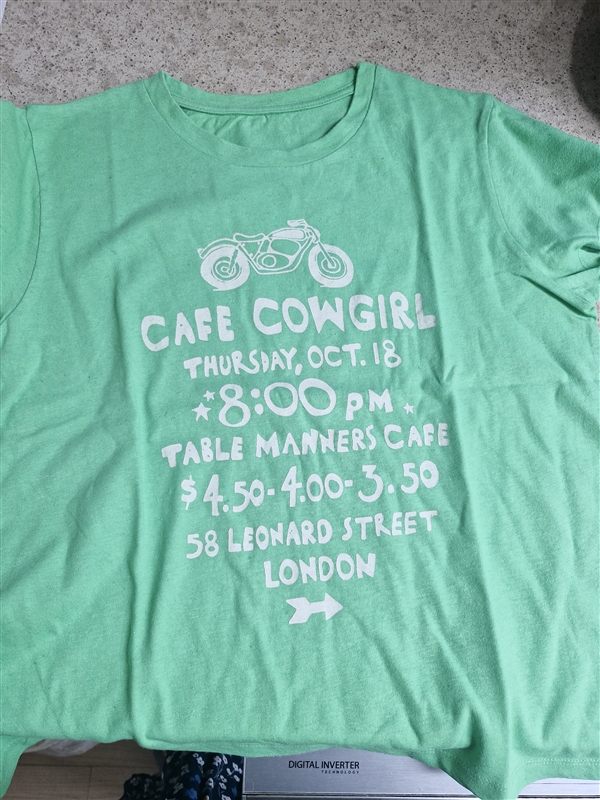 CAFE COWGIRL
THURSDAY, OCT. 18
8:00 PM
TABLE MANNERS CAFE
$4.50-4.00-3.50
58 LEONARD STREET
LONDON
DIGITAL INVERTER
TECHNOLOGY